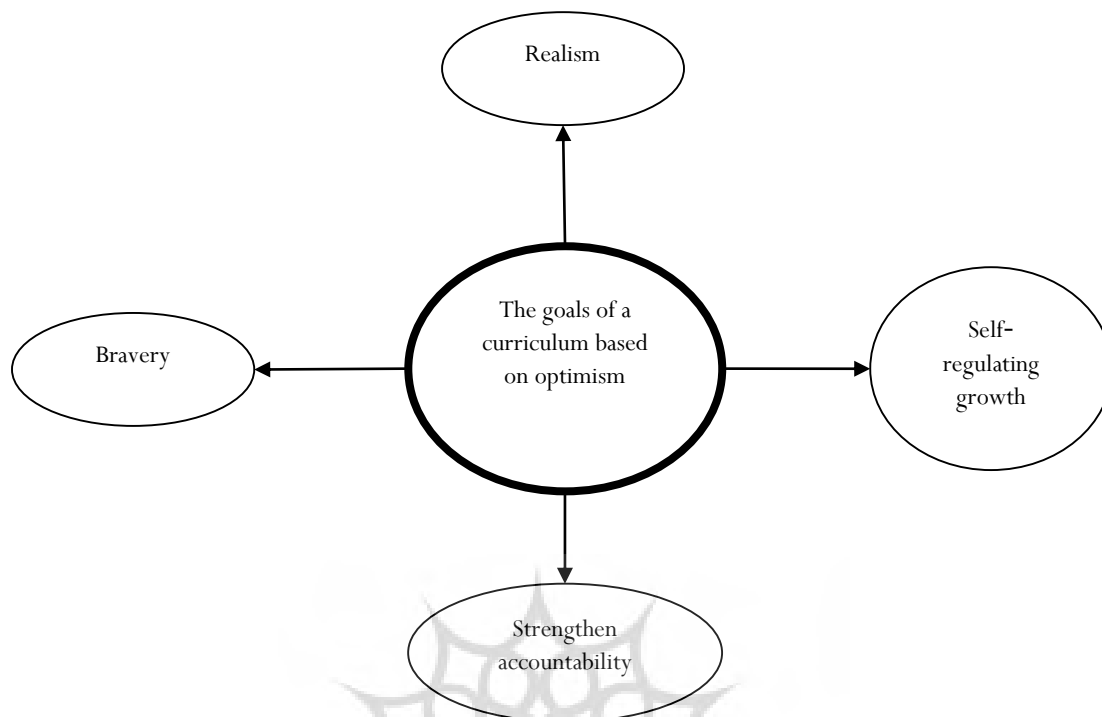 Realism
The goals of a
curriculum based
on optimism
Bravery
Self-
regulating
growth
Strengthen
accountability